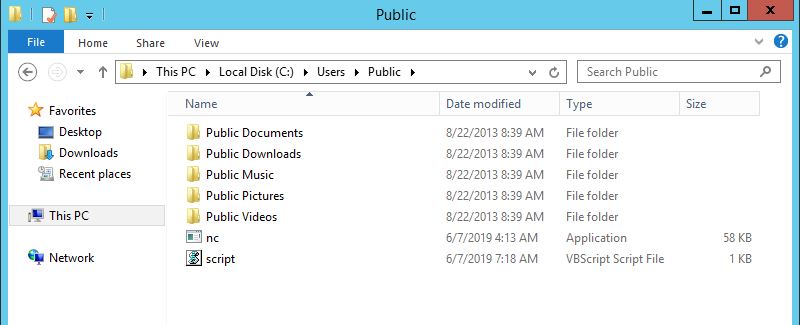 Public
File Home Share View
This PC Local Disk (C:) Users Public Search Public
Favorites
Desktop
Downloads
Recent places
This PC
Network
Name Date modified Type Size
Public Documents 8/22/2013 8:39 AM File folder
Public Downloads 8/22/2013 8:39 AM File folder
Public Music 8/22/2013 8:39 AM File folder
Public Pictures 8/22/2013 8:39 AM File folder
Public Videos 8/22/2013 8:39 AM File folder
nc 6/7/2019 4:13 AM Application 58 KB
script 6/7/2019 7:18 AM VBScript Script File 1 KB